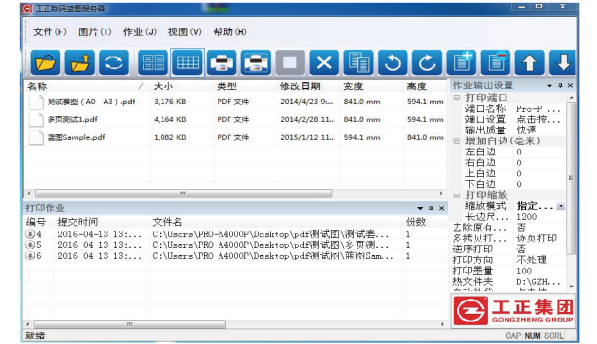 工正数码蓝图服务器
文件(F) 图片(I) 作业(J) 视图(V) 帮助(H)
名称 大小 类型 修改日期 宽度 高度
测试套图（A0 A3）.pdf 3,176 KB PDF 文件 2014/4/23 9:... 841.0 mm 594.1 mm
多页测试1.pdf 4,164 KB PDF 文件 2014/2/28 11... 841.0 mm 594.1 mm
蓝图Sample.pdf 1,082 KB PDF 文件 2015/1/12 11... 594.1 mm 841.0 mm
打印作业
编号 提交时间 文件名 份数
4 2016-04-13 13:... C:\Users\PRO-A4000P\Desktop\pdf测试图\测试套... 1
5 2016 04 13 13:... C:\Users\PRO A4000P\Desktop\pdf测试图\多页测... 1
6 2016 04 13 13:... C:\Users\PRO A4000P\Desktop\pdf测试图\蓝图Sam... 1
作业输出设置
打印端口
端口名称 Pro-P ...
端口设置 点击按...
输出质量 快速
增加白边(毫米)
左白边 0
右白边 0
上白边 0
下白边 0
打印缩放
缩放模式 指定...
长边尺... 1200
去除原有... 否
多拷贝打... 逐页打印
逆序打印 否
打印方向 不处理
打印墨量 100
热文件夹 D:\GZH...
工正集团
GONGZHENG GROUP
就绪 CAP NUM SCRL